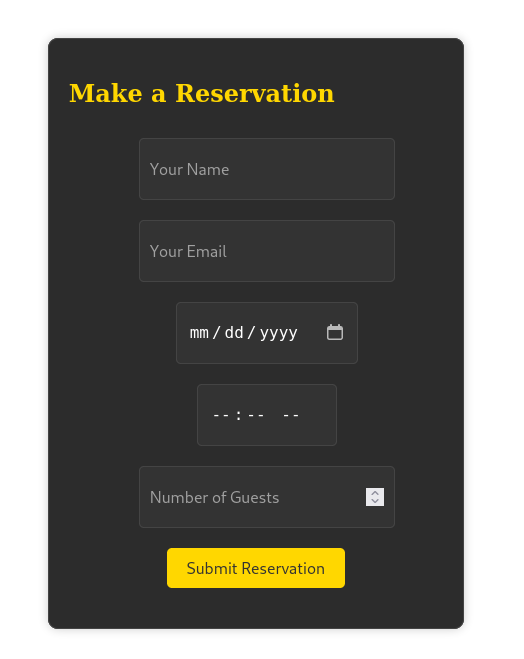 Make a Reservation
Your Name
Your Email
mm/dd/yyyy
--:-- --
Number of Guests
Submit Reservation